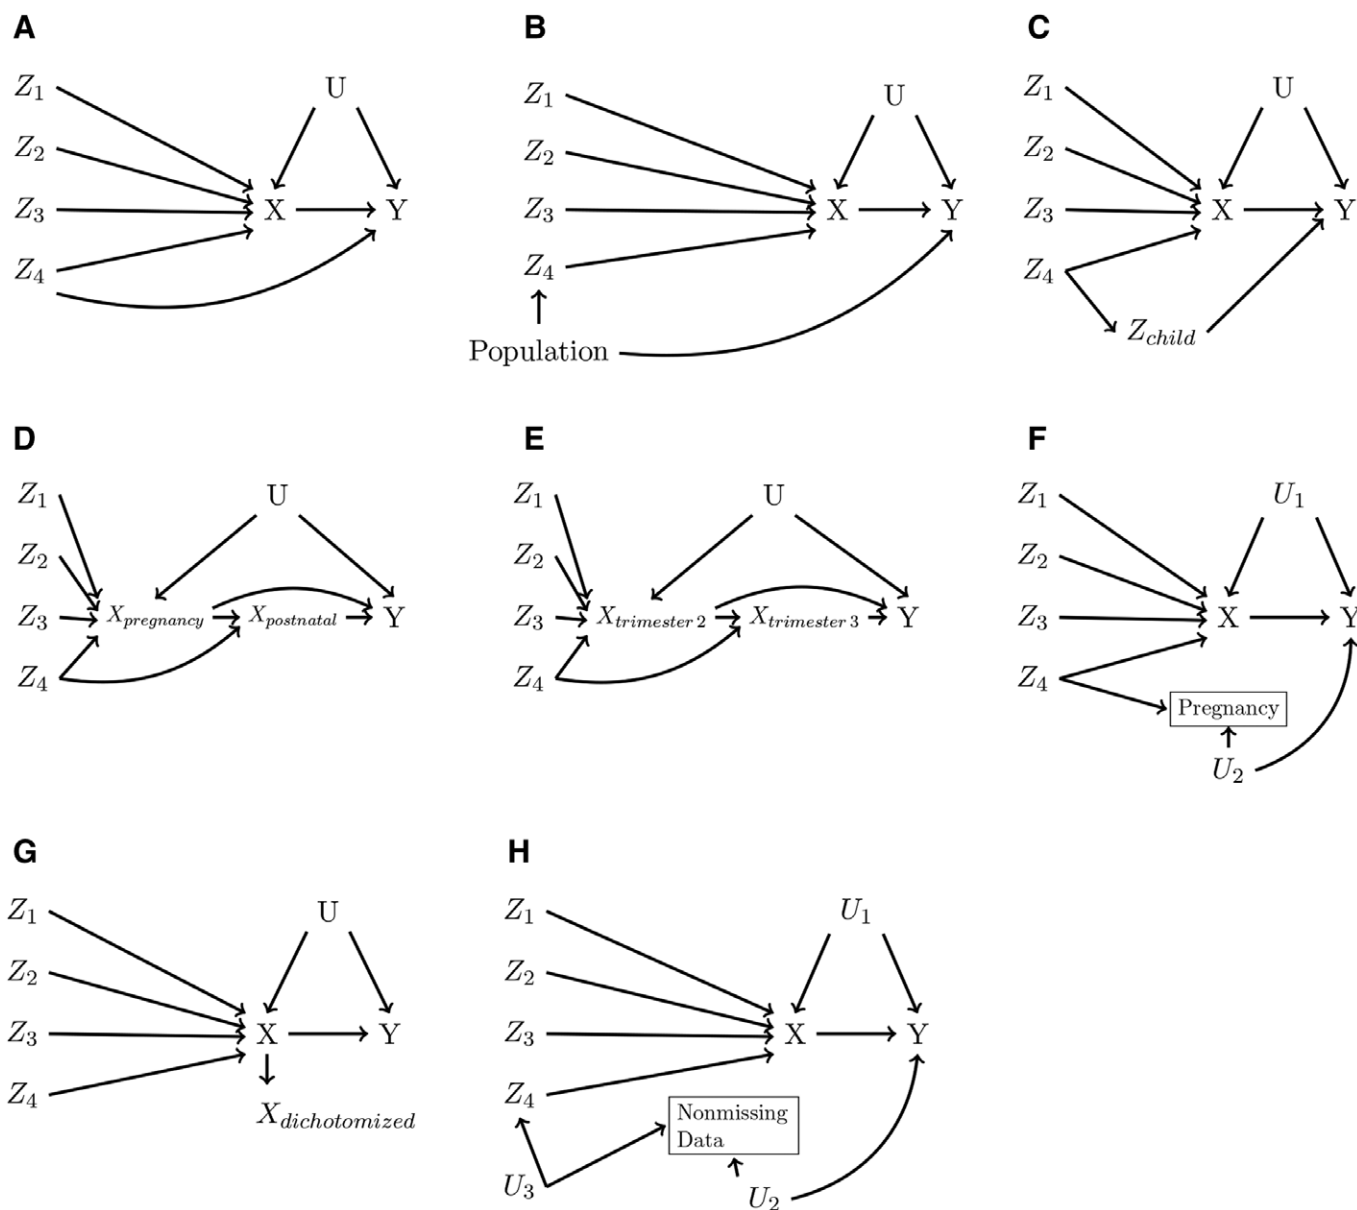 A
Z1
U
Z2
Z3
X
Y
Z4
B
Z1
U
Z2
Z3
X
Y
Z4
Population
C
Z1
U
Z2
Z3
X
Y
Z4
Zchild
D
Z1
U
Z2
Z3
Xpregnancy
Xpostnatal
Y
Z4
E
Z1
U
Z2
Z3
Xtrimester 2
Xtrimester 3
Y
Z4
F
Z1
U1
Z2
Z3
X
Y
Z4
Pregnancy
U2
G
Z1
U
Z2
Z3
X
Y
Z4
Xdichotomized
H
Z1
U1
Z2
Z3
X
Y
Z4
Nonmissing
Data
U3
U2